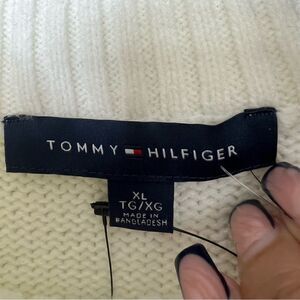 TOMMY HILFIGER
XL
TG/XG
MADE IN
BANGLADESH